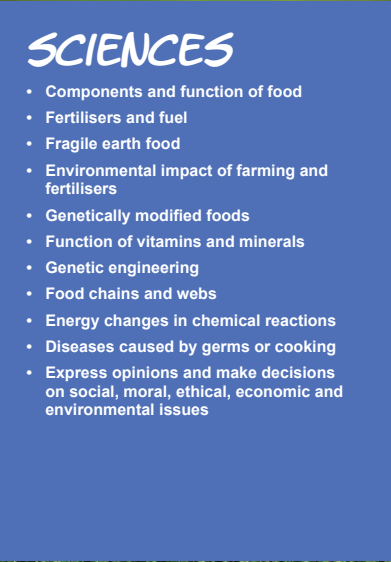 SCIENCES
• Components and function of food
• Fertilisers and fuel
• Fragile earth food
• Environmental impact of farming and
fertilisers
• Genetically modified foods
• Function of vitamins and minerals
• Genetic engineering
• Food chains and webs
• Energy changes in chemical reactions
• Diseases caused by germs or cooking
• Express opinions and make decisions
on social, moral, ethical, economic and
environmental issues